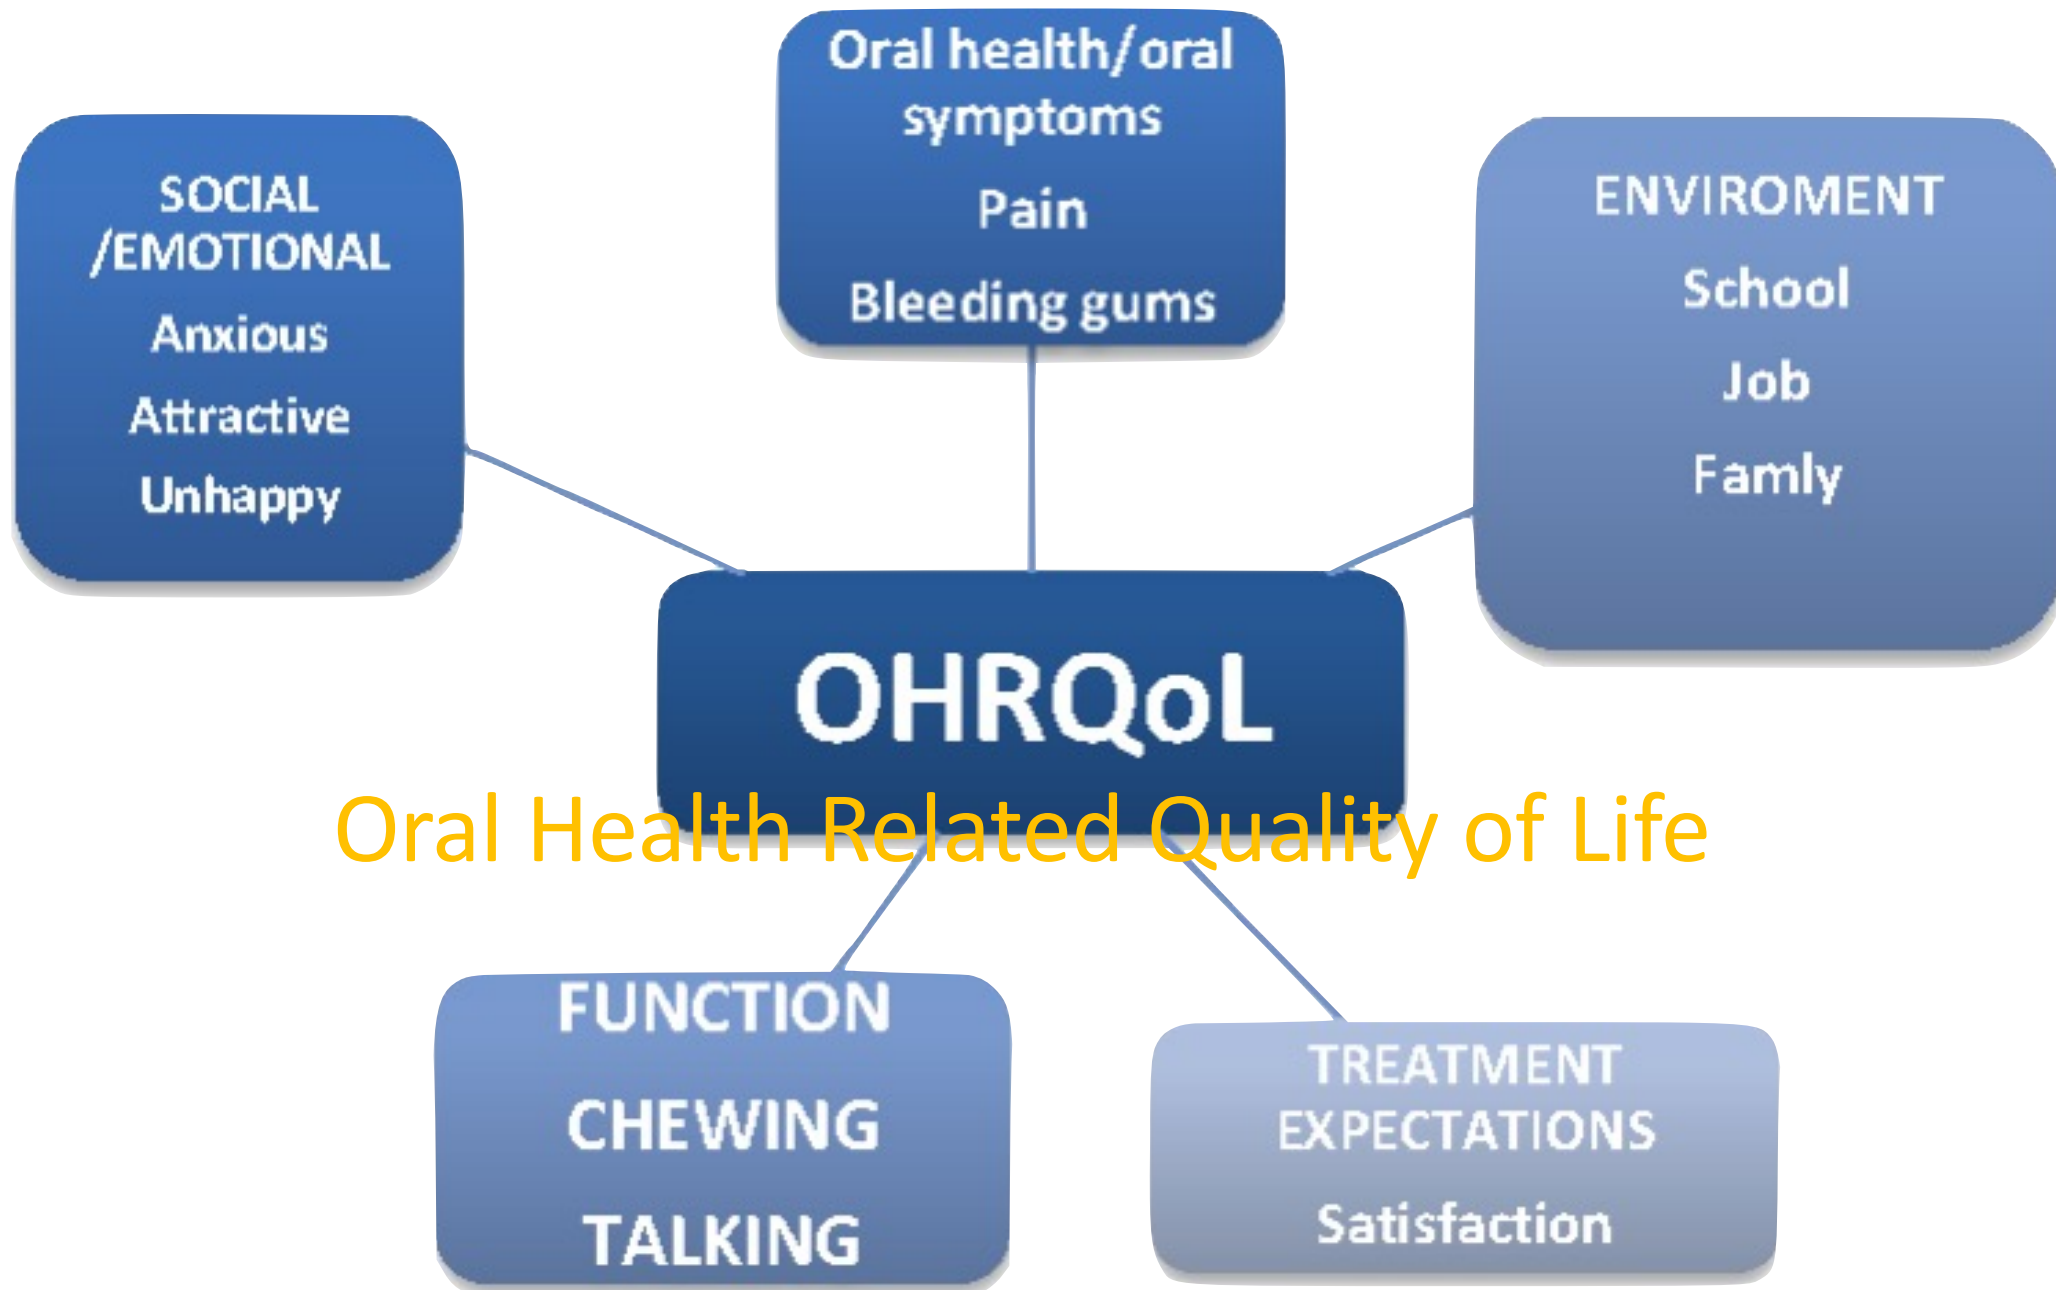 Oral health/oral
symptoms
Pain
Bleeding gums
SOCIAL
/EMOTIONAL
Anxious
Attractive
Unhappy
ENVIROMENT
School
Job
Famly
OHRQoL
Oral Health Related Quality of Life
FUNCTION
CHEWING
TALKING
TREATMENT
EXPECTATIONS
Satisfaction